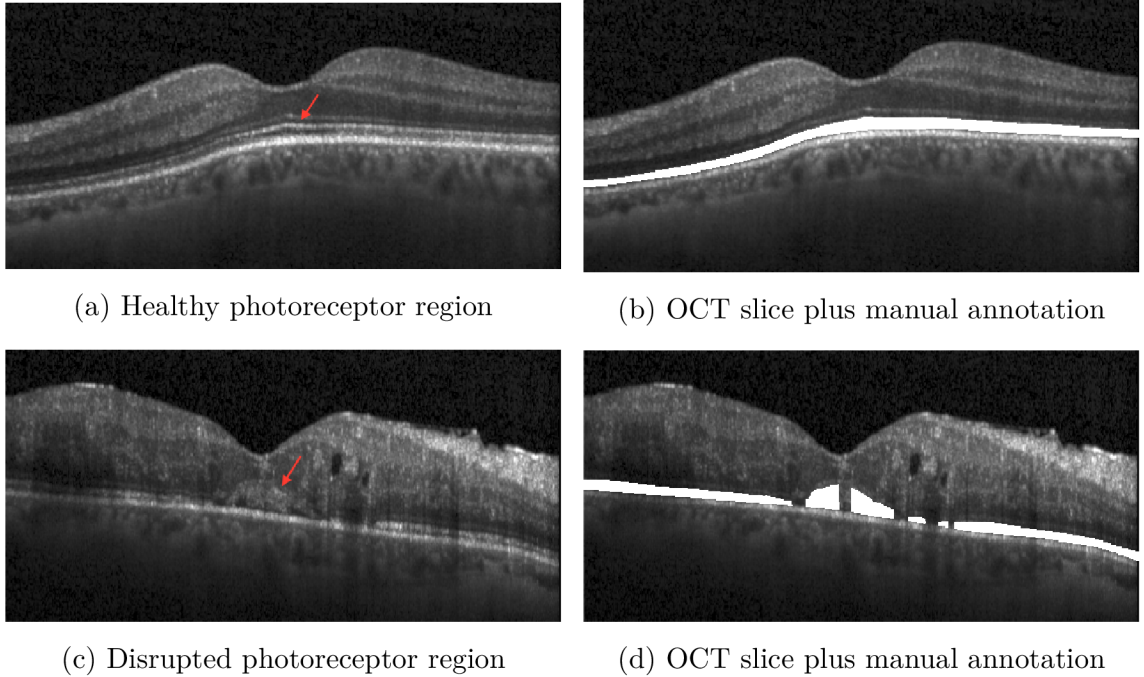 (a) Healthy photoreceptor region
(b) OCT slice plus manual annotation
(c) Disrupted photoreceptor region
(d) OCT slice plus manual annotation